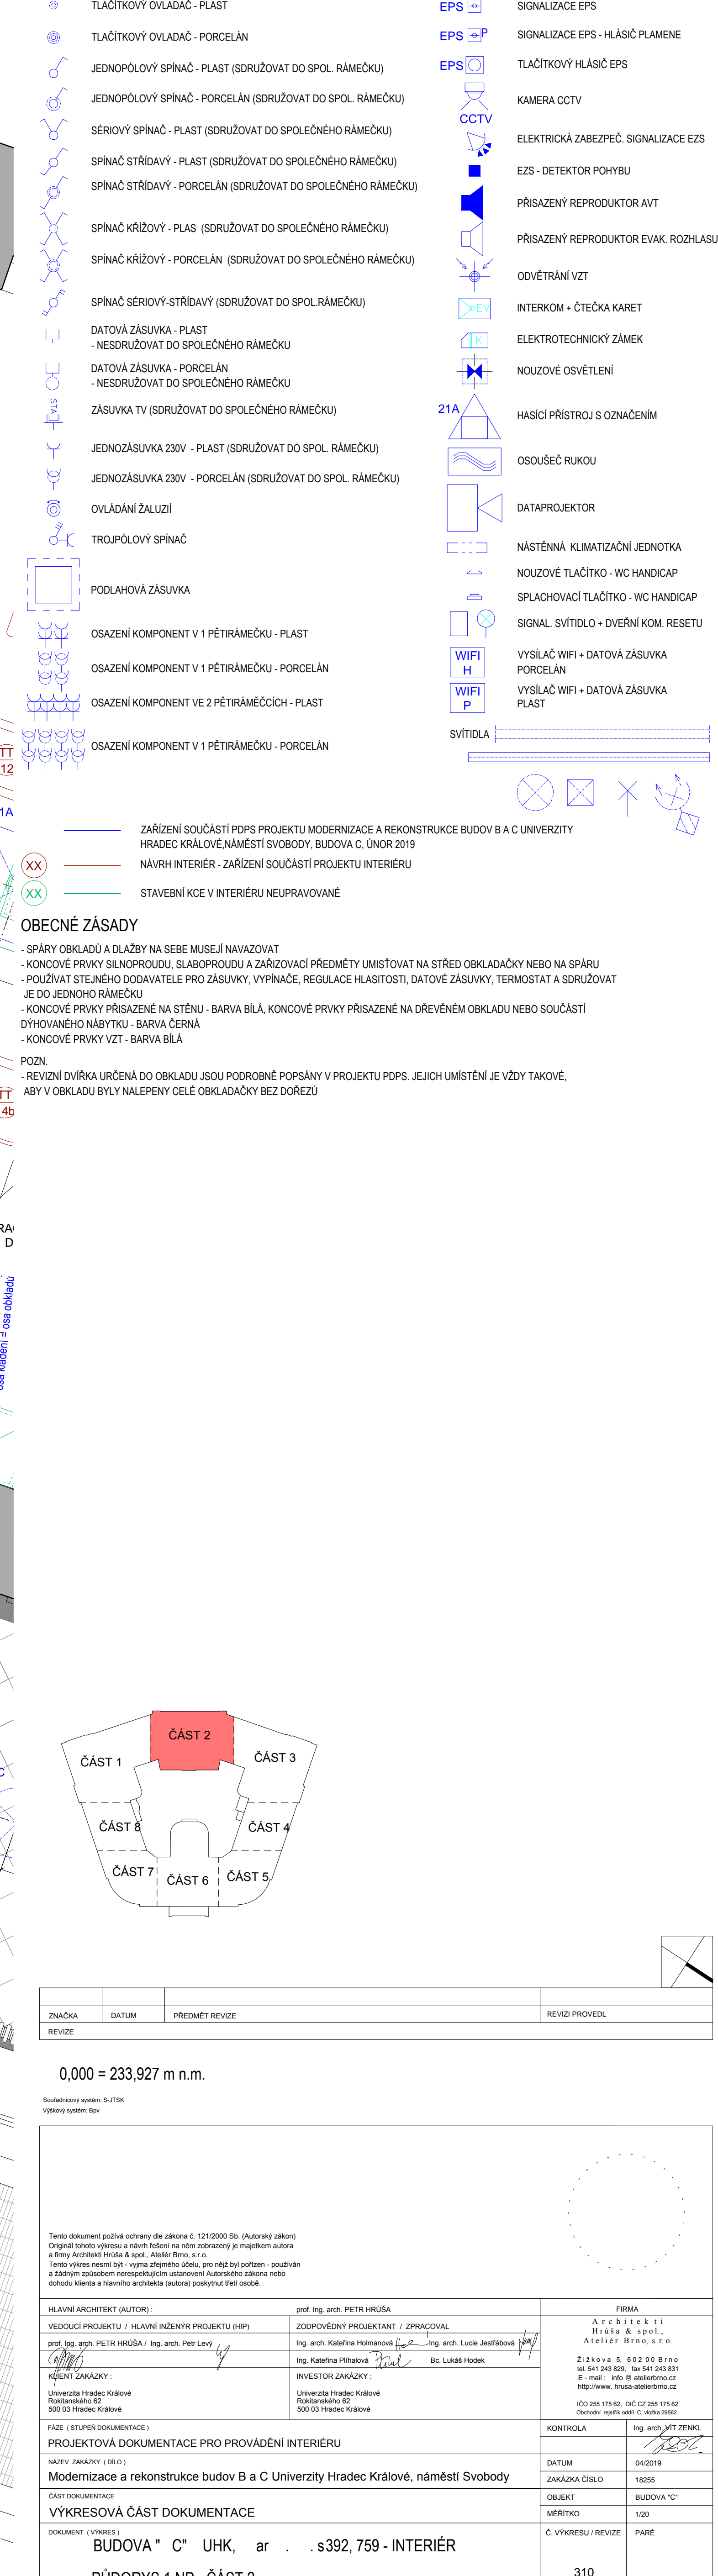 TLAČÍTKOVÝ OVLADAČ - PLAST
TLAČÍTKOVÝ OVLADAČ - PORCELÁN
JEDNOPÓLOVÝ SPÍNAČ - PLAST (SDRUŽOVAT DO SPOL. RÁMEČKU)
JEDNOPÓLOVÝ SPÍNAČ - PORCELÁN (SDRUŽOVAT DO SPOL. RÁMEČKU)
SÉRIOVÝ SPÍNAČ - PLAST (SDRUŽOVAT DO SPOLEČNÉHO RÁMEČKU)
SPÍNAČ STŘÍDAVÝ - PLAST (SDRUŽOVAT DO SPOLEČNÉHO RÁMEČKU)
SPÍNAČ STŘÍDAVÝ - PORCELÁN (SDRUŽOVAT DO SPOLEČNÉHO RÁMEČKU)
SPÍNAČ KŘÍŽOVÝ - PLAS (SDRUŽOVAT DO SPOLEČNÉHO RÁMEČKU)
SPÍNAČ KŘÍŽOVÝ - PORCELÁN (SDRUŽOVAT DO SPOLEČNÉHO RÁMEČKU)
SPÍNAČ SÉRIOVÝ-STŘÍDAVÝ (SDRUŽOVAT DO SPOL.RÁMEČKU)
DATOVÁ ZÁSUVKA - PLAST
- NESDRUŽOVAT DO SPOLEČNÉHO RÁMEČKU
DATOVÁ ZÁSUVKA - PORCELÁN
- NESDRUŽOVAT DO SPOLEČNÉHO RÁMEČKU
STA
ZÁSUVKA TV (SDRUŽOVAT DO SPOLEČNÉHO RÁMEČKU)
JEDNOZÁSUVKA 230V - PLAST (SDRUŽOVAT DO SPOL. RÁMEČKU)
JEDNOZÁSUVKA 230V - PORCELÁN (SDRUŽOVAT DO SPOL. RÁMEČKU)
OVLÁDÁNÍ ŽALUZIÍ
TROJPÓLOVÝ SPÍNAČ
PODLAHOVÁ ZÁSUVKA
OSAZENÍ KOMPONENT V 1 PĚTIRÁMEČKU - PLAST
OSAZENÍ KOMPONENT V 1 PĚTIRÁMEČKU - PORCELÁN
OSAZENÍ KOMPONENT VE 2 PĚTIRÁMĚČCÍCH - PLAST
OSAZENÍ KOMPONENT V 1 PĚTIRÁMEČKU - PORCELÁN
EPS SIGNALIZACE EPS
EPS P SIGNALIZACE EPS - HLÁSIČ PLAMENE
EPS TLAČÍTKOVÝ HLÁSIČ EPS
KAMERA CCTV
CCTV
ELEKTRICKÁ ZABEZPEČ. SIGNALIZACE EZS
EZS - DETEKTOR POHYBU
PŘISAZENÝ REPRODUKTOR AVT
PŘISAZENÝ REPRODUKTOR EVAK. ROZHLASU
ODVĚTRÁNÍ VZT
EV INTERKOM + ČTEČKA KARET
K ELEKTROTECHNICKÝ ZÁMEK
NOUZOVÉ OSVĚTLENÍ
21A HASÍCÍ PŘÍSTROJ S OZNAČENÍM
OSOUŠEČ RUKOU
DATAPROJEKTOR
NÁSTĚNNÁ KLIMATIZAČNÍ JEDNOTKA
NOUZOVÉ TLAČÍTKO - WC HANDICAP
SPLACHOVACÍ TLAČÍTKO - WC HANDICAP
SIGNAL. SVÍTIDLO + DVEŘNÍ KOM. RESETU
WIFI H VYSÍLAČ WIFI + DATOVÁ ZÁSUVKA
PORCELÁN
WIFI P VYSÍLAČ WIFI + DATOVÁ ZÁSUVKA
PLAST
SVÍTIDLA
TT
12
1A
ZAŘÍZENÍ SOUČÁSTÍ PDPS PROJEKTU MODERNIZACE A REKONSTRUKCE BUDOV B A C UNIVERZITY
HRADEC KRÁLOVÉ,NÁMĚSTÍ SVOBODY, BUDOVA C, ÚNOR 2019
XX NÁVRH INTERIÉR - ZAŘÍZENÍ SOUČÁSTÍ PROJEKTU INTERIÉRU
XX STAVEBNÍ KCE V INTERIÉRU NEUPRAVOVANÉ
OBECNÉ ZÁSADY
- SPÁRY OBKLADŮ A DLAŽBY NA SEBE MUSEJÍ NAVAZOVAT
- KONCOVÉ PRVKY SILNOPROUDU, SLABOPROUDU A ZAŘIZOVACÍ PŘEDMĚTY UMISŤOVAT NA STŘED OBKLADAČKY NEBO NA SPÁRU
- POUŽÍVAT STEJNÉHO DODAVATELE PRO ZÁSUVKY, VYPÍNAČE, REGULACE HLASITOSTI, DATOVÉ ZÁSUVKY, TERMOSTAT A SDRUŽOVAT
JE DO JEDNOHO RÁMEČKU
- KONCOVÉ PRVKY PŘISAZENÉ NA STĚNU - BARVA BÍLÁ, KONCOVÉ PRVKY PŘISAZENÉ NA DŘEVĚNÉM OBKLADU NEBO SOUČÁSTÍ
DÝHOVANÉHO NÁBYTKU - BARVA ČERNÁ
- KONCOVÉ PRVKY VZT - BARVA BÍLÁ
POZN.
- REVIZNÍ DVÍŘKA URČENÁ DO OBKLADU JSOU PODROBNĚ POPSÁNY V PROJEKTU PDPS. JEJICH UMÍSTĚNÍ JE VŽDY TAKOVÉ,
ABY V OBKLADU BYLY NALEPENY CELÉ OBKLADAČKY BEZ DOŘEZŮ
TT
4b
D
osa kladení = osa obkladů
ČÁST 2
ČÁST 1
ČÁST 3
ČÁST 8
ČÁST 4
ČÁST 7
ČÁST 6
ČÁST 5
ZNAČKA DATUM PŘEDMĚT REVIZE REVIZI PROVEDL
REVIZE
0,000 = 233,927 m n.m.
Souřadnicový systém: S-JTSK
Výškový systém: Bpv
Tento dokument požívá ochrany dle zákona č. 121/2000 Sb. (Autorský zákon)
Originál tohoto výkresu a návrh řešení na něm zobrazený je majetkem autora
a firmy Architekti Hrůša & spol., Ateliér Brno, s.r.o.
Tento výkres nesmí být - vyjma zřejmého účelu, pro nějž byl pořízen - používán
a žádným způsobem nerespektujícím ustanovení Autorského zákona nebo
dohodu klienta a hlavního architekta (autora) poskytnut třetí osobě.
HLAVNÍ ARCHITEKT (AUTOR) : prof. Ing. arch. PETR HRŮŠA
VEDOUCÍ PROJEKTU / HLAVNÍ INŽENÝR PROJEKTU (HIP) ZODPOVĚDNÝ PROJEKTANT / ZPRACOVAL
prof. Ing. arch. PETR HRŮŠA / Ing. arch. Petr Levý Ing. arch. Kateřina Holmanová Ing. arch. Lucie Jestřábová
Ing. Kateřina Plíhalová Bc. Lukáš Hodek
KLIENT ZAKÁZKY : INVESTOR ZAKÁZKY :
Univerzita Hradec Králové Univerzita Hradec Králové
Rokitanského 62 Rokitanského 62
500 03 Hradec Králové 500 03 Hradec Králové
FIRMA
Architekti
Hrůša & spol.,
Ateliér Brno, s.r.o.
Žižkova 5, 602 00 Brno
tel. 541 243 829, fax 541 243 831
E - mail : info @ atelierbrno.cz
http://www. hrusa-atelierbrno.cz
IČO 255 175 62, DIČ CZ 255 175 62
Obchodní rejstřík oddíl C, vložka 29562
FÁZE ( STUPEŇ DOKUMENTACE )
PROJEKTOVÁ DOKUMENTACE PRO PROVÁDĚNÍ INTERIÉRU
KONTROLA Ing. arch. VÍT ZENKL
NÁZEV ZAKÁZKY ( DÍLO )
Modernizace a rekonstrukce budov B a C Univerzity Hradec Králové, náměstí Svobody
DATUM 04/2019
ZAKÁZKA ČÍSLO 18255
ČÁST DOKUMENTACE
VÝKRESOVÁ ČÁST DOKUMENTACE
OBJEKT BUDOVA "C"
MĚŘÍTKO 1/20
DOKUMENT ( VÝKRES )
BUDOVA " C" UHK, ar . . s392, 759 - INTERIÉR
Č. VÝKRESU / REVIZE PARÉ
310